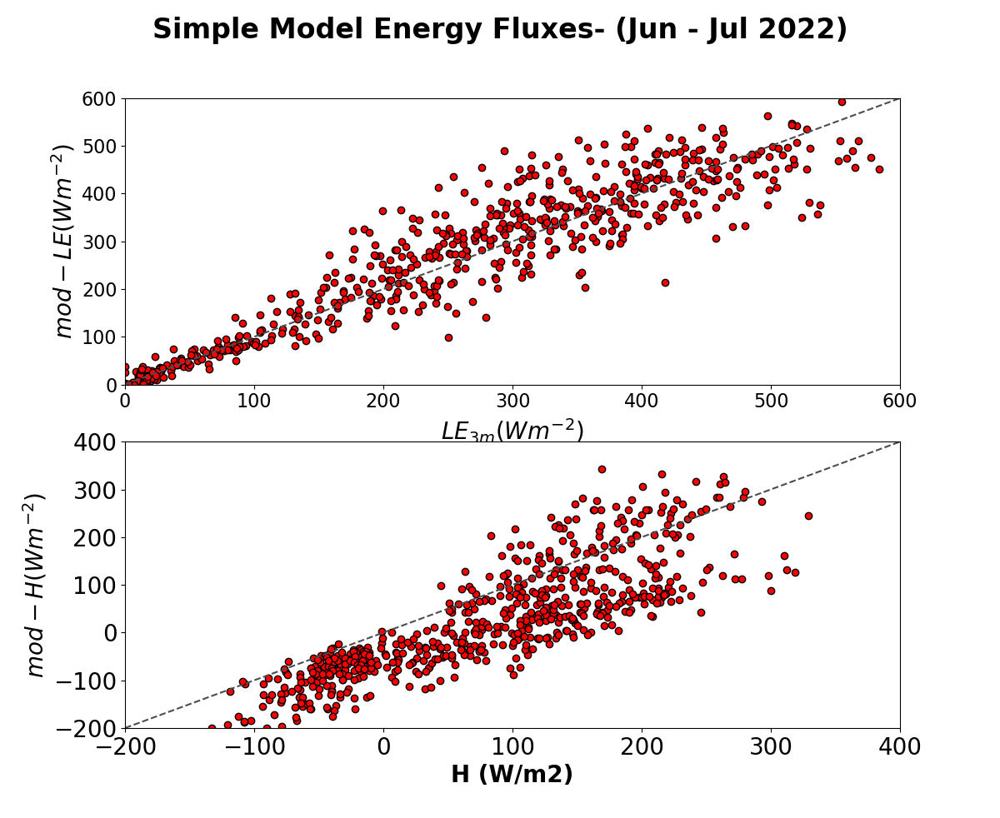 Simple Model Energy Fluxes- (Jun - Jul 2022)
600
500
400
300
200
100
0
mod − LE(Wm⁻²)
0 100 200 300 400 500 600
LE₃ₘ(Wm⁻²)
400
300
200
100
0
−100
−200
mod − H(Wm⁻²)
−200 −100 0 100 200 300 400
H (W/m2)